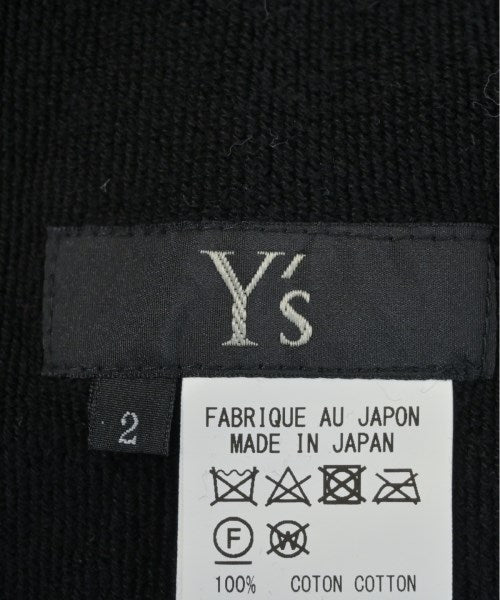 Y's
2
FABRIQUE AU JAPON
MADE IN JAPAN
F W
100% COTON COTTON